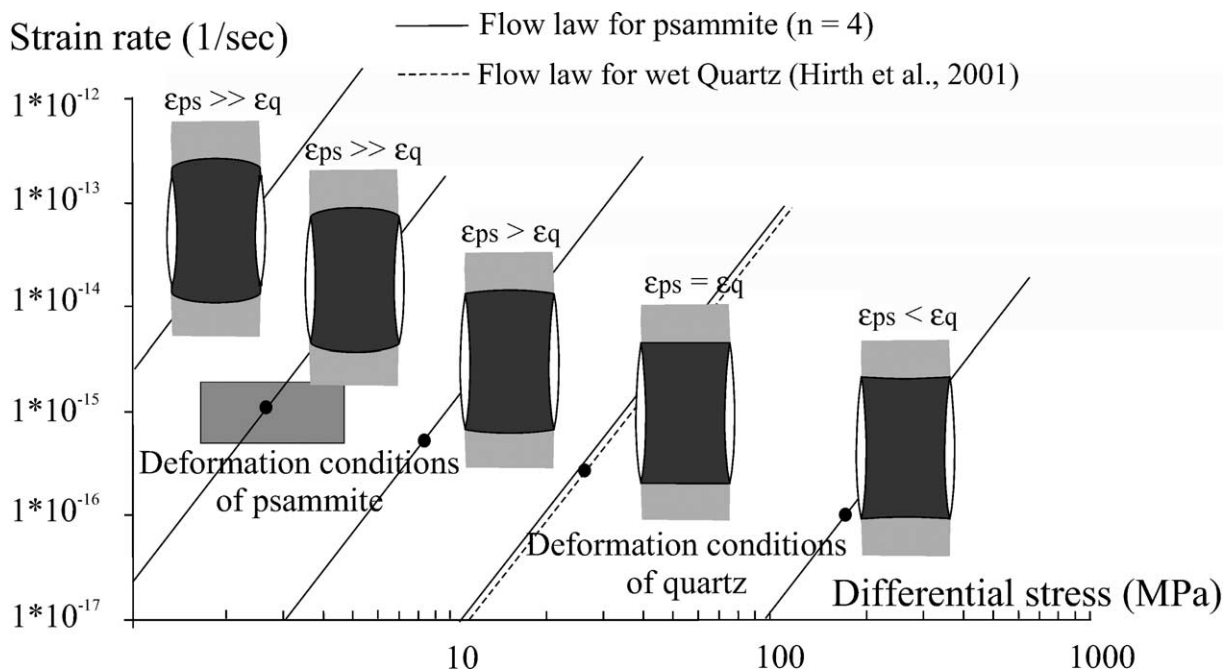 Strain rate (1/sec)
Flow law for psammite (n = 4)
Flow law for wet Quartz (Hirth et al., 2001)
1*10⁻¹²
1*10⁻¹³
1*10⁻¹⁴
1*10⁻¹⁵
1*10⁻¹⁶
1*10⁻¹⁷
εps >> εq
εps >> εq
εps > εq
εps = εq
εps < εq
Deformation conditions
of psammite
Deformation conditions
of quartz
Differential stress (MPa)
10
100
1000